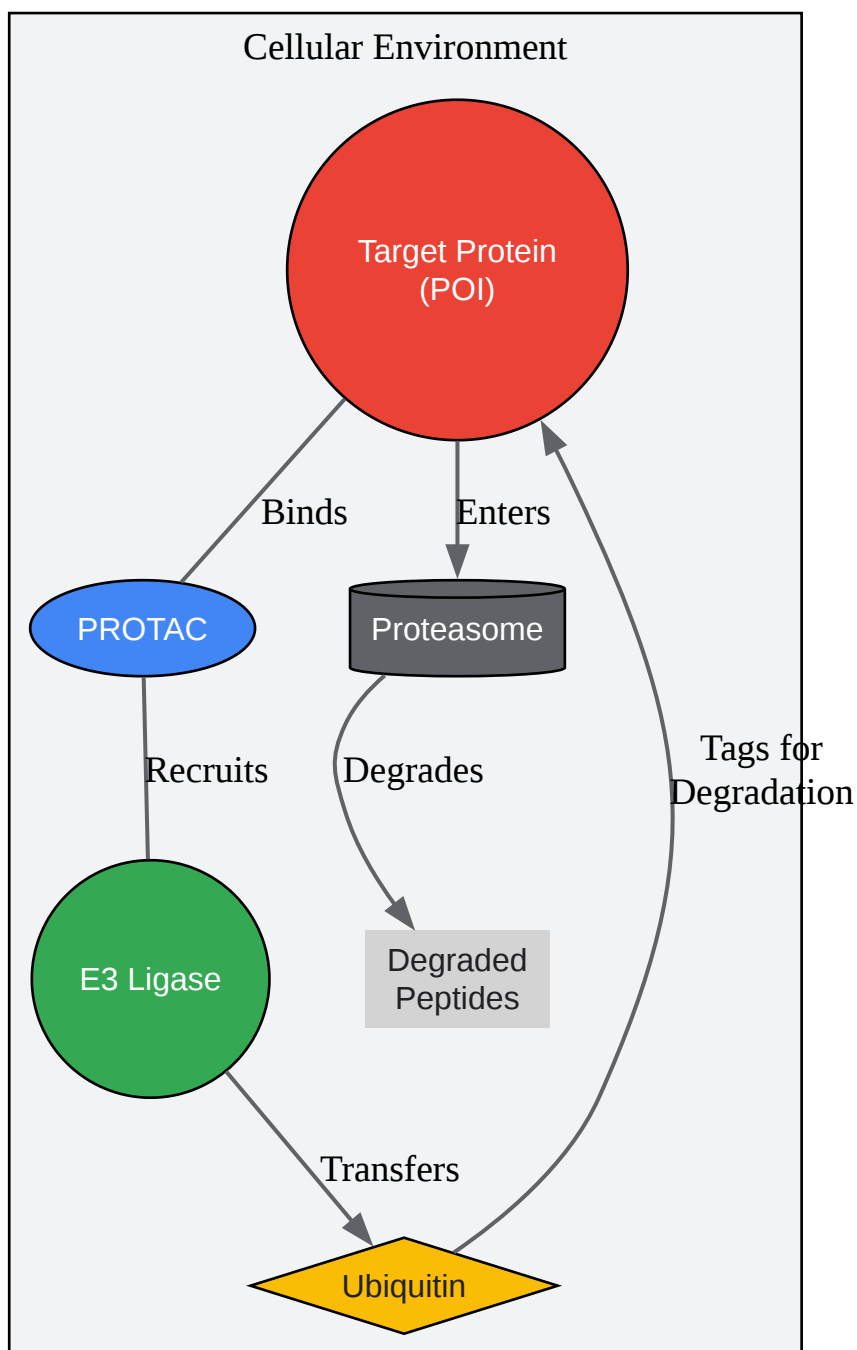 Cellular Environment
Target Protein
(POI)
Binds
Enters
PROTAC
Proteasome
Tags for
Degradation
Recruits
Degrades
E3 Ligase
Degraded
Peptides
Transfers
Ubiquitin